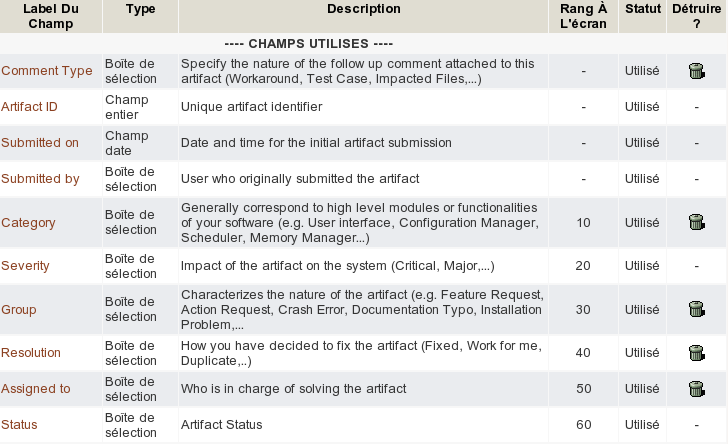 Label Du Champ Type Description Rang À L'écran Statut Détruire ?
---- CHAMPS UTILISES ----
Comment Type Boîte de sélection Specify the nature of the follow up comment attached to this artifact (Workaround, Test Case, Impacted Files,...) - Utilisé
Artifact ID Champ entier Unique artifact identifier - Utilisé -
Submitted on Champ date Date and time for the initial artifact submission - Utilisé -
Submitted by Boîte de sélection User who originally submitted the artifact - Utilisé -
Category Boîte de sélection Generally correspond to high level modules or functionalities of your software (e.g. User interface, Configuration Manager, Scheduler, Memory Manager...) 10 Utilisé
Severity Boîte de sélection Impact of the artifact on the system (Critical, Major,...) 20 Utilisé -
Group Boîte de sélection Characterizes the nature of the artifact (e.g. Feature Request, Action Request, Crash Error, Documentation Typo, Installation Problem,... 30 Utilisé
Resolution Boîte de sélection How you have decided to fix the artifact (Fixed, Work for me, Duplicate,..) 40 Utilisé
Assigned to Boîte de sélection Who is in charge of solving the artifact 50 Utilisé
Status Boîte de sélection Artifact Status 60 Utilisé -